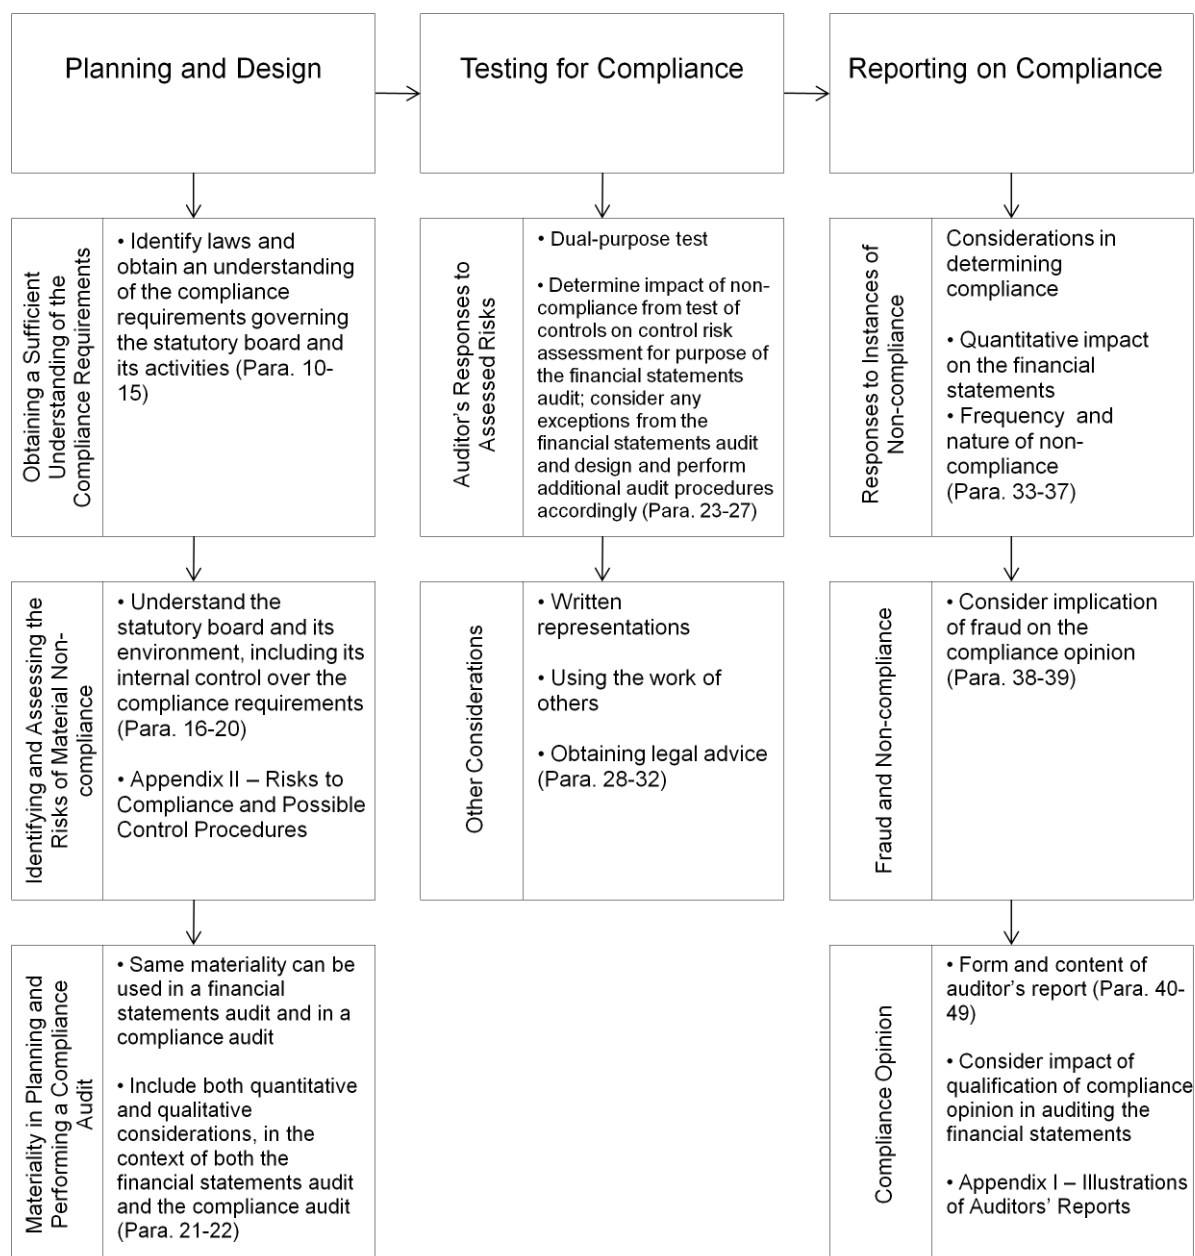 Planning and Design
Testing for Compliance
Reporting on Compliance
Obtaining a Sufficient
Understanding of the
Compliance Requirements
• Identify laws and
obtain an understanding
of the compliance
requirements governing
the statutory board and
its activities (Para. 10-
15)
Auditor's Responses to
Assessed Risks
• Dual-purpose test
• Determine impact of non-
compliance from test of
controls on control risk
assessment for purpose of
the financial statements
audit; consider any
exceptions from the
financial statements audit
and design and perform
additional audit procedures
accordingly (Para. 23-27)
Responses to Instances of
Non-compliance
Considerations in
determining
compliance
• Quantitative impact
on the financial
statements
• Frequency and
nature of non-
compliance
(Para. 33-37)
Identifying and Assessing the
Risks of Material Non-
compliance
• Understand the
statutory board and its
environment, including its
internal control over the
compliance requirements
(Para. 16-20)
• Appendix II – Risks to
Compliance and Possible
Control Procedures
Other Considerations
• Written
representations
• Using the work of
others
• Obtaining legal advice
(Para. 28-32)
Fraud and Non-compliance
• Consider implication
of fraud on the
compliance opinion
(Para. 38-39)
Materiality in Planning and
Performing a Compliance
Audit
• Same materiality can be
used in a financial
statements audit and in a
compliance audit
• Include both quantitative
and qualitative
considerations, in the
context of both the
financial statements audit
and the compliance audit
(Para. 21-22)
Compliance Opinion
• Form and content of
auditor's report (Para. 40-
49)
• Consider impact of
qualification of compliance
opinion in auditing the
financial statements
• Appendix I – Illustrations
of Auditors' Reports